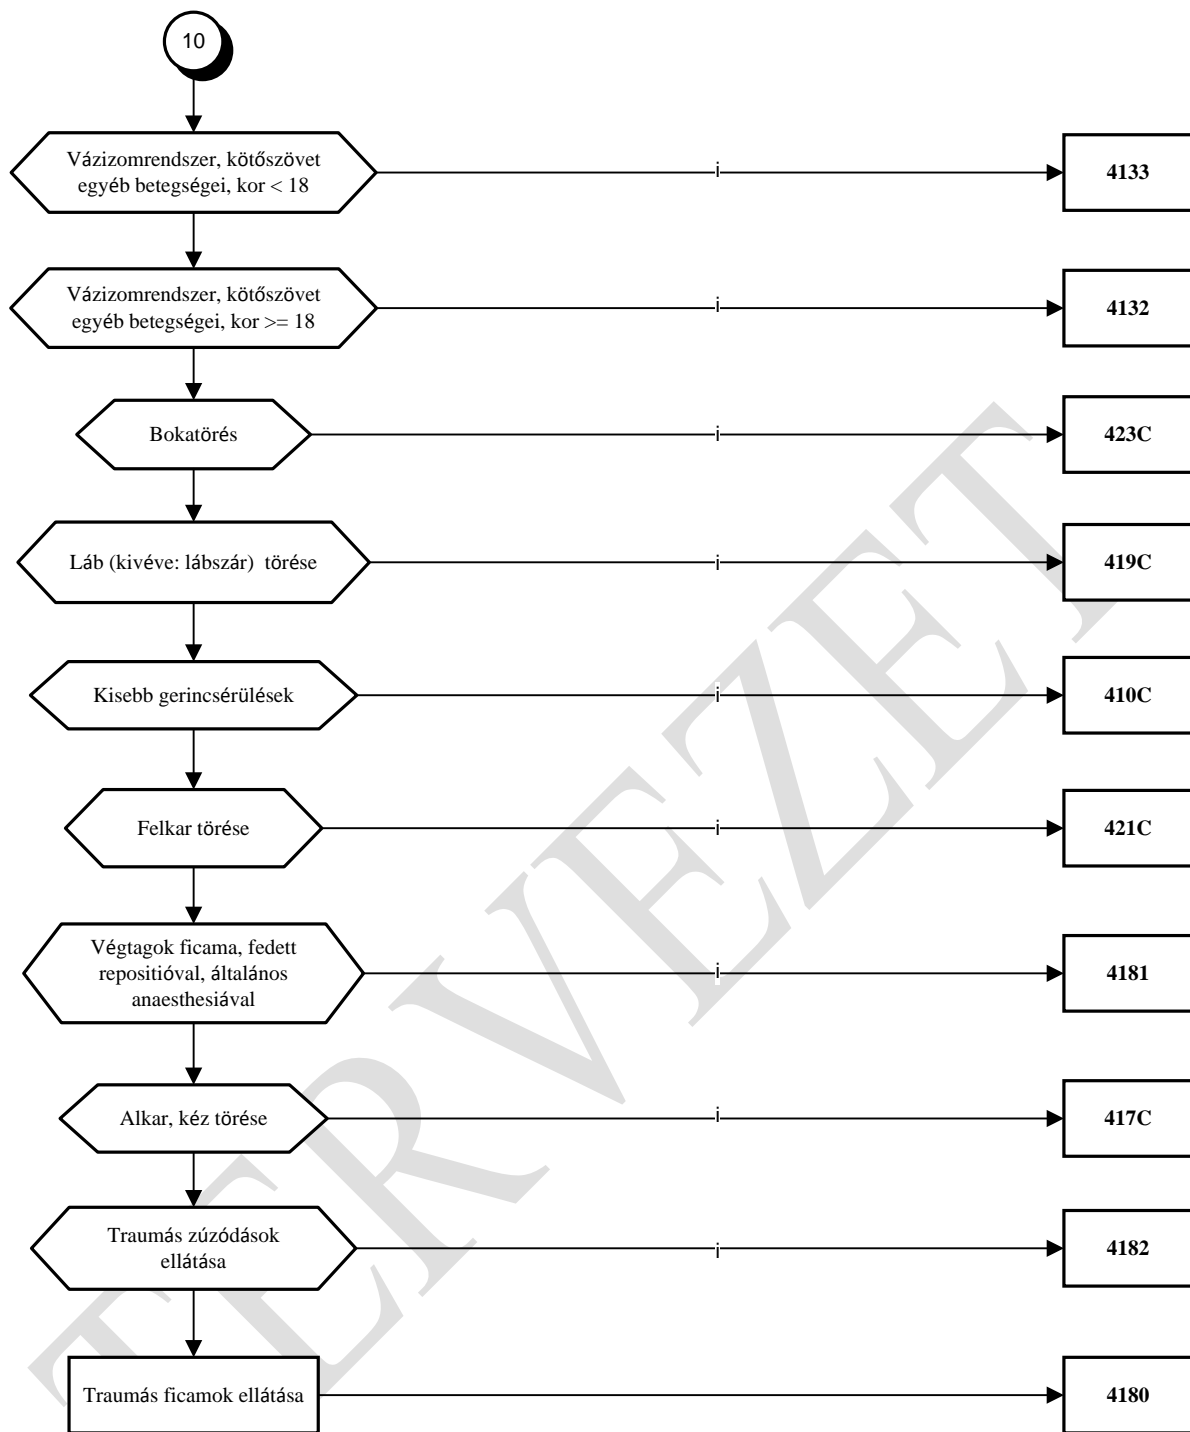 10
Vázizomrendszer, kötőszövet
egyéb betegségei, kor < 18
i
4133
Vázizomrendszer, kötőszövet
egyéb betegségei, kor >= 18
i
4132
Bokatörés
i
423C
Láb (kivéve: lábszár) törése
i
419C
Kisebb gerincsérülések
i
410C
Felkar törése
i
421C
Végtagok ficama, fedett
repositióval, általános
anaesthesiával
i
4181
Alkar, kéz törése
i
417C
Traumás zúzódások
ellátása
i
4182
Traumás ficamok ellátása
4180
TERVEZET